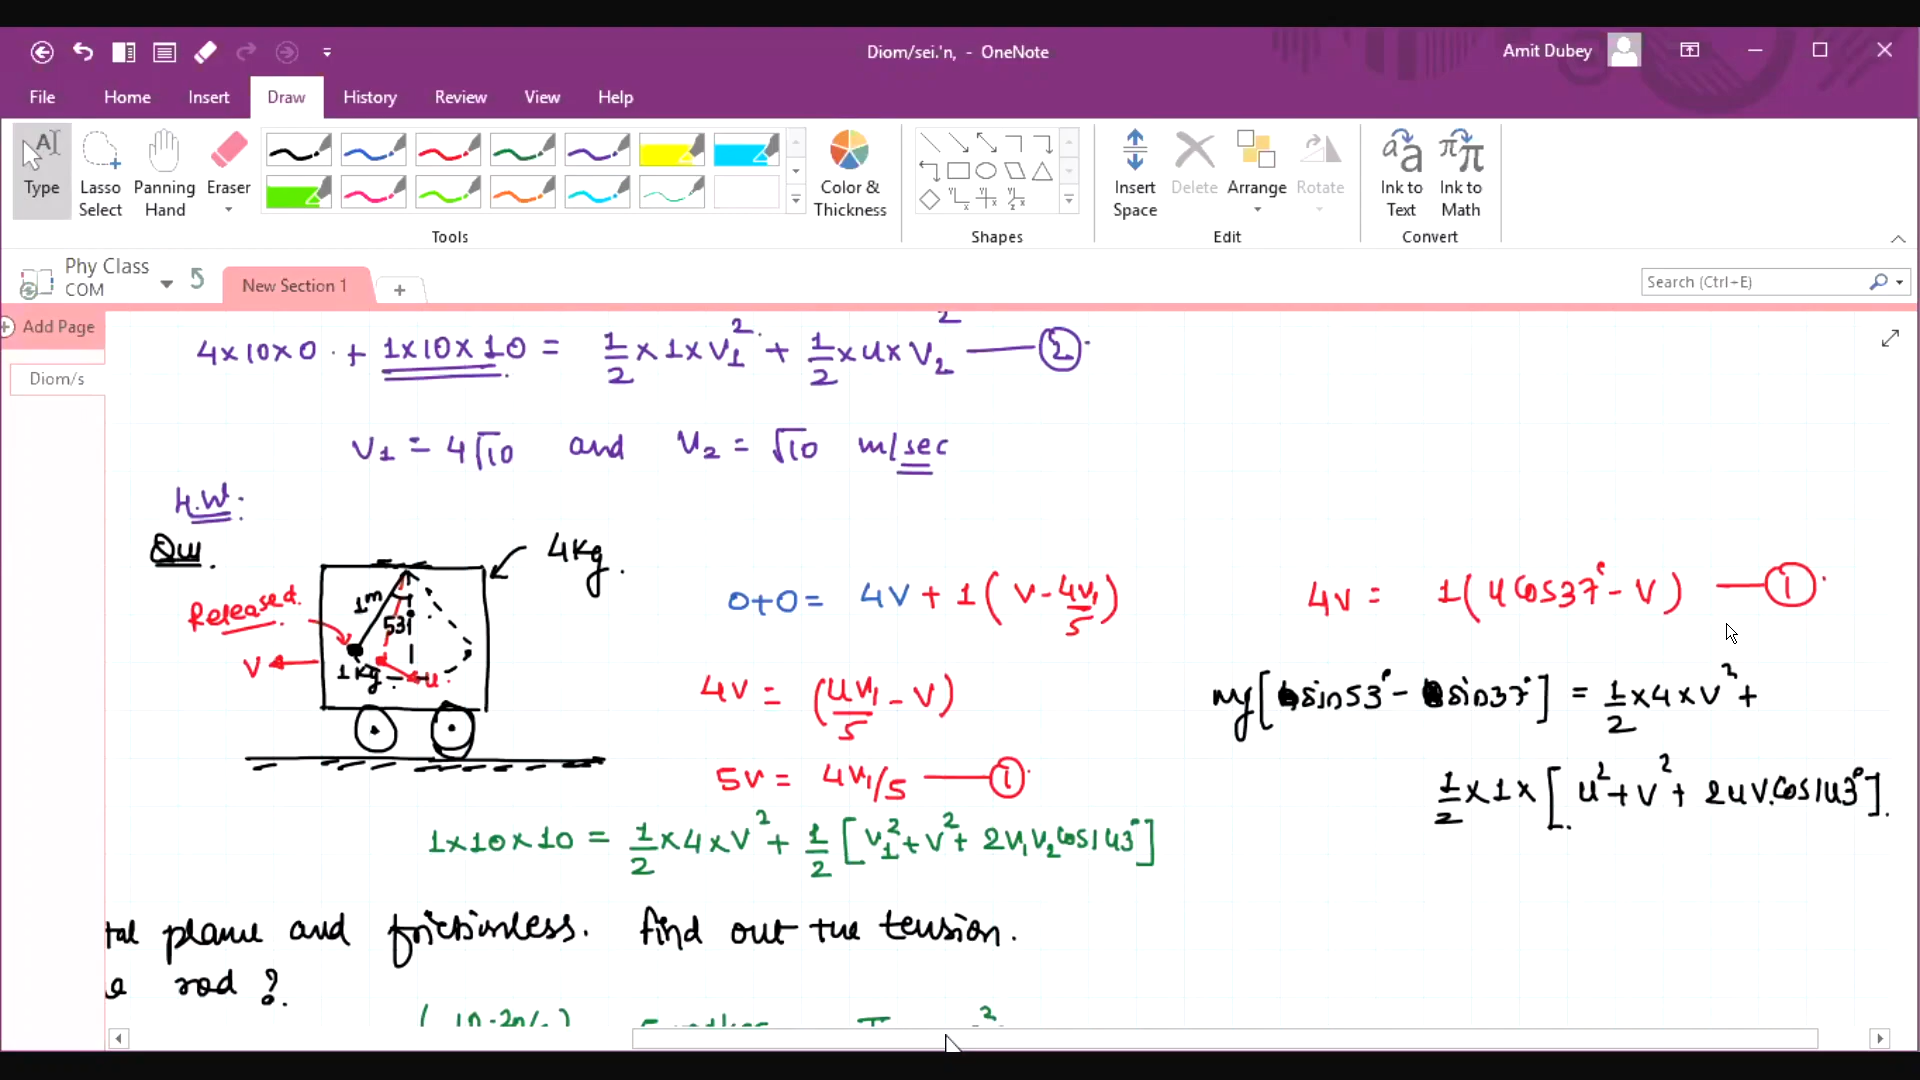 Diom/sei.'n, - OneNote
Amit Dubey
File Home Insert Draw History Review View Help
Type
Lasso Select
Panning Hand
Eraser
Color & Thickness
Insert Space
Delete
Arrange
Rotate
Ink to Text
Ink to Math
Tools Shapes Edit Convert
Phy Class
COM
New Section 1
Search (Ctrl+E)
Add Page
Diom/s
4×10×0 + 1×10×10 = 1/2 ×1×V₁² + 1/2 ×4×V₂² — ②
V₁ = 4√10 and V₂ = √10 m/sec
H.W:
Qw.
4kg.
Released.
1m
53°
V
1kg
u
0+0 = 4V + 1(V - 4V₁/5)
4V = (4V₁/5 - V)
5V = 4V₁/5 — ①
1×10×10 = 1/2 ×4×V² + 1/2 [V₁² + V² + 2V₁V₂cos143°]
4V = 1(u cos37° - V) — ①
mg[sin53° - sin37°] = 1/2 ×4×V² +
1/2 ×1×[u² + V² + 2uV.cos143°].
tal plane and frictionless. find out the tension.
rod ?